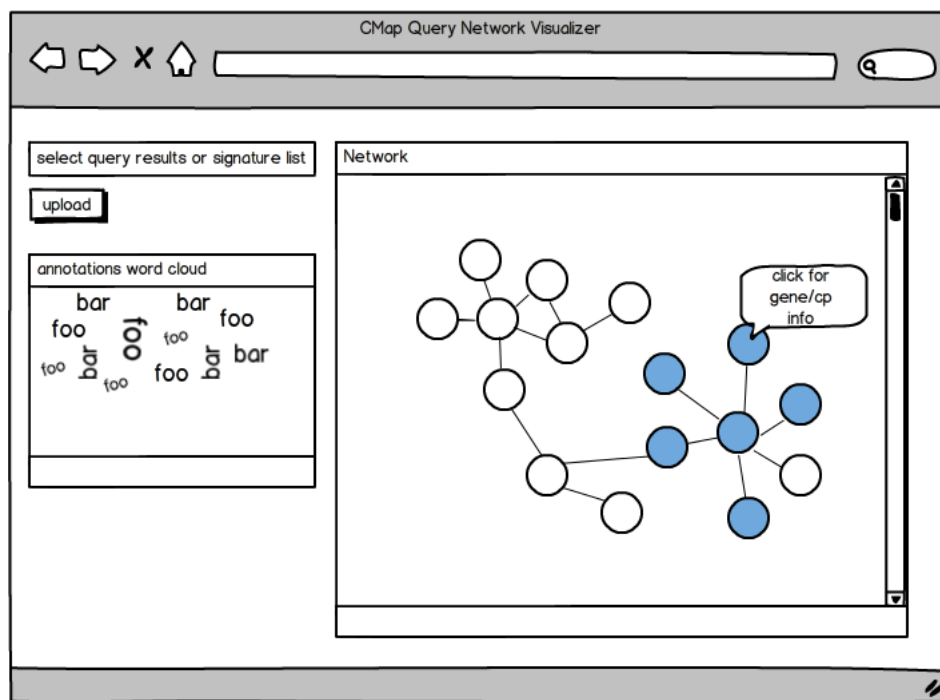 CMap Query Network Visualizer
select query results or signature list
upload
annotations word cloud
bar
bar
foo
foo
foo
foo
foo
bar
foo
foo
bar
bar
Network
click for
gene/cp
info